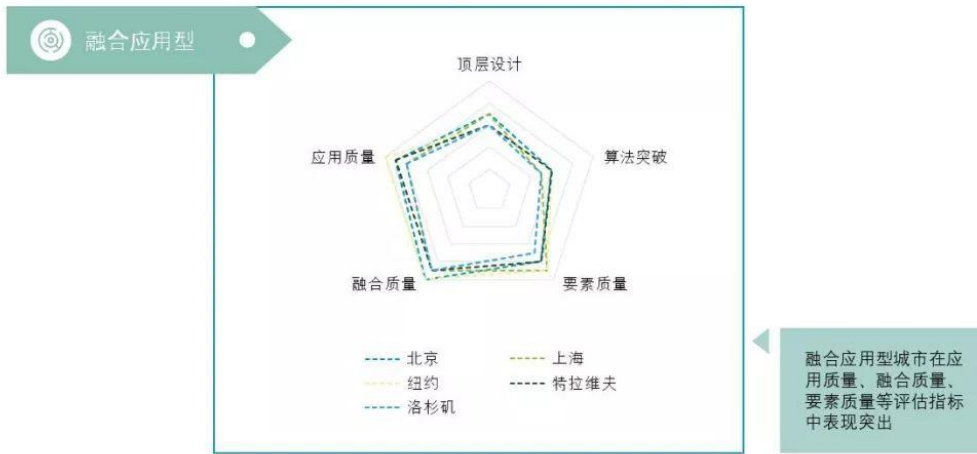 融合应用型
顶层设计
应用质量
算法突破
融合质量
要素质量
北京
上海
纽约
特拉维夫
洛杉矶
融合应用型城市在应
用质量、融合质量、
要素质量等评估指标
中表现突出